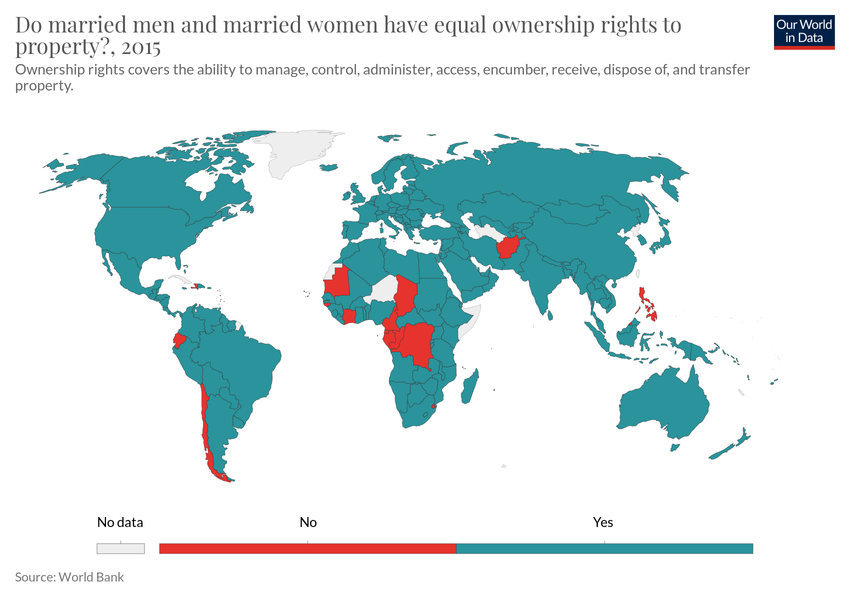 Do married men and married women have equal ownership rights to
property?, 2015
Our World
in Data
Ownership rights covers the ability to manage, control, administer, access, encumber, receive, dispose of, and transfer
property.
No data
No
Yes
Source: World Bank